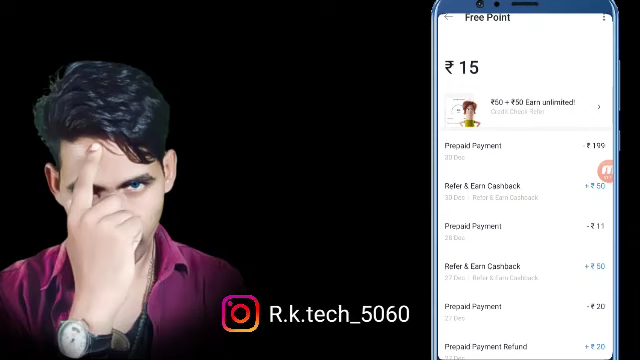 Free Point
₹ 15
₹50 + ₹50 Earn unlimited!
Credit Check Refer
Prepaid Payment - ₹ 199
30 Dec
Refer & Earn Cashback + ₹ 50
30 Dec Refer & Earn Cashback
Prepaid Payment - ₹ 11
28 Dec
Refer & Earn Cashback + ₹ 50
27 Dec Refer & Earn Cashback
Prepaid Payment - ₹ 20
27 Dec
Prepaid Payment Refund + ₹ 20
R.k.tech_5060